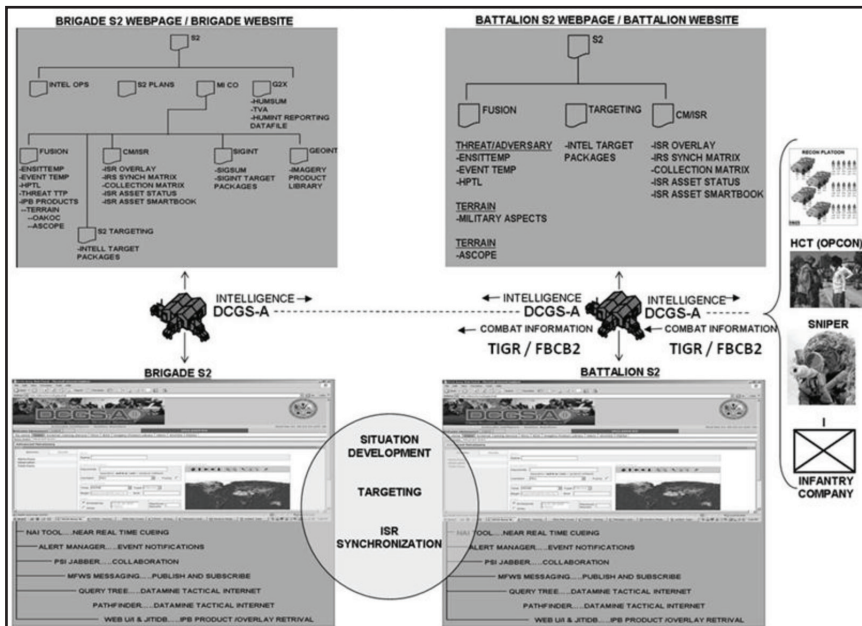 BRIGADE S2 WEBPAGE / BRIGADE WEBSITE
S2
INTEL OPS
S2 PLANS
MI CO
G2X
-HUMSUM
-TVA
-HUMINT REPORTING
DATAFILE
FUSION
-ENSITTEMP
-EVENT TEMP
-HPTL
-THREAT TTP
-IPB PRODUCTS
--TERRAIN
--OAKOC
--ASCOPE
CM/ISR
-ISR OVERLAY
-IRS SYNCH MATRIX
-COLLECTION MATRIX
-ISR ASSET STATUS
-ISR ASSET SMARTBOOK
SIGINT
-SIGSUM
-SIGINT TARGET
PACKAGES
GEOINT
-IMAGERY
PRODUCT
LIBRARY
S2 TARGETING
-INTELL TARGET
PACKAGES
BATTALION S2 WEBPAGE / BATTALION WEBSITE
S2
FUSION
THREAT/ADVERSARY
-ENSITTEMP
-EVENT TEMP
-HPTL
TERRAIN
-MILITARY ASPECTS
TERRAIN
-ASCOPE
TARGETING
-INTEL TARGET
PACKAGES
CM/ISR
-ISR OVERLAY
-IRS SYNCH MATRIX
-COLLECTION MATRIX
-ISR ASSET STATUS
-ISR ASSET SMARTBOOK
RECON PLATOON
HCT (OPCON)
SNIPER
I
INFANTRY
COMPANY
INTELLIGENCE
DCGS-A
INTELLIGENCE
DCGS-A
COMBAT INFORMATION
TIGR / FBCB2
INTELLIGENCE
DCGS-A
COMBAT INFORMATION
TIGR / FBCB2
BRIGADE S2
DCGS-A
NAI TOOL....NEAR REAL TIME CUEING
ALERT MANAGER.....EVENT NOTIFICATIONS
PSI JABBER....COLLABORATION
MFWS MESSAGING.....PUBLISH AND SUBSCRIBE
QUERY TREE....DATAMINE TACTICAL INTERNET
PATHFINDER....DATAMINE TACTICAL INTERNET
WEB U/I & JITIDB....IPB PRODUCT /OVERLAY RETRIVAL
SITUATION
DEVELOPMENT
TARGETING
ISR
SYNCHRONIZATION
BATTALION S2
DCGS-A
NAI TOOL....NEAR REAL TIME CUEING
ALERT MANAGER.....EVENT NOTIFICATIONS
PSI JABBER....COLLABORATION
MFWS MESSAGING.....PUBLISH AND SUBSCRIBE
QUERY TREE....DATAMINE TACTICAL INTERNET
PATHFINDER....DATAMINE TACTICAL INTERNET
WEB U/I & JITIDB....IPB PRODUCT /OVERLAY RETRIVAL